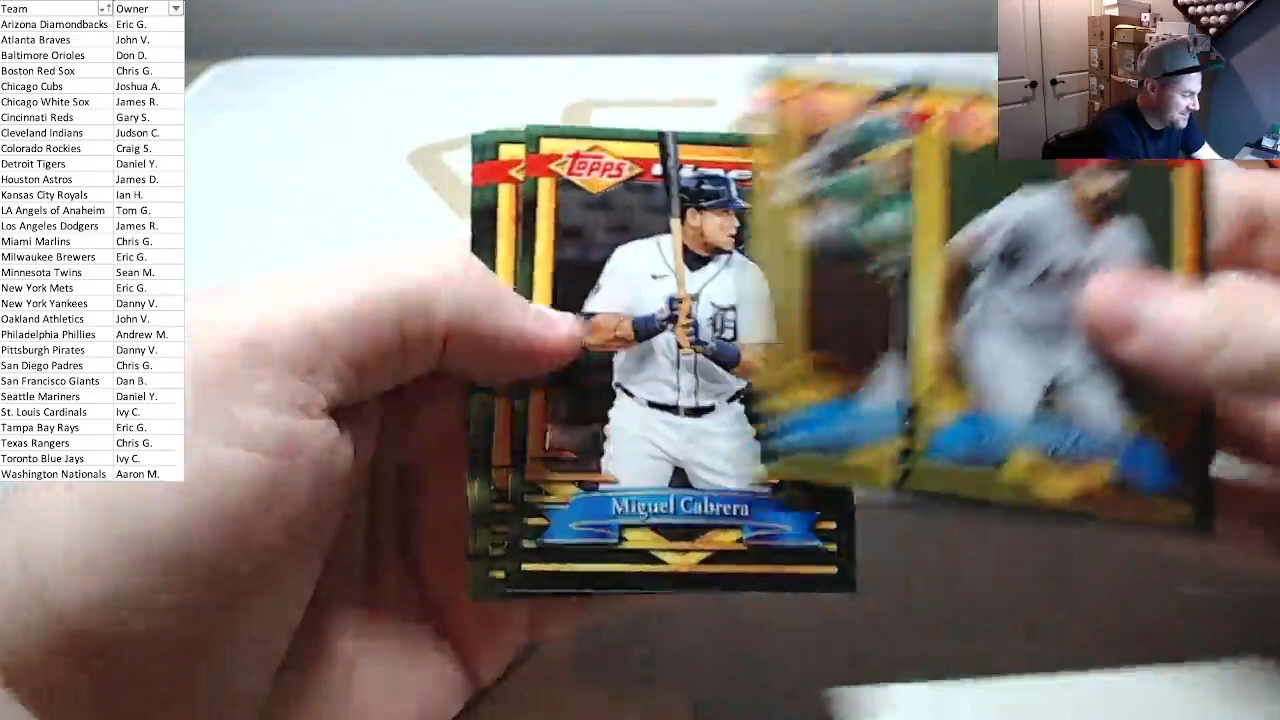 Team Owner
Arizona Diamondbacks Eric G.
Atlanta Braves John V.
Baltimore Orioles Don D.
Boston Red Sox Chris G.
Chicago Cubs Joshua A.
Chicago White Sox James R.
Cincinnati Reds Gary S.
Cleveland Indians Judson C.
Colorado Rockies Craig S.
Detroit Tigers Daniel Y.
Houston Astros James D.
Kansas City Royals Ian H.
LA Angels of Anaheim Tom G.
Los Angeles Dodgers James R.
Miami Marlins Chris G.
Milwaukee Brewers Eric G.
Minnesota Twins Sean M.
New York Mets Eric G.
New York Yankees Danny V.
Oakland Athletics John V.
Philadelphia Phillies Andrew M.
Pittsburgh Pirates Danny V.
San Diego Padres Chris G.
San Francisco Giants Dan B.
Seattle Mariners Daniel Y.
St. Louis Cardinals Ivy C.
Tampa Bay Rays Eric G.
Texas Rangers Chris G.
Toronto Blue Jays Ivy C.
Washington Nationals Aaron M.
Topps
D
Miguel Cabrera